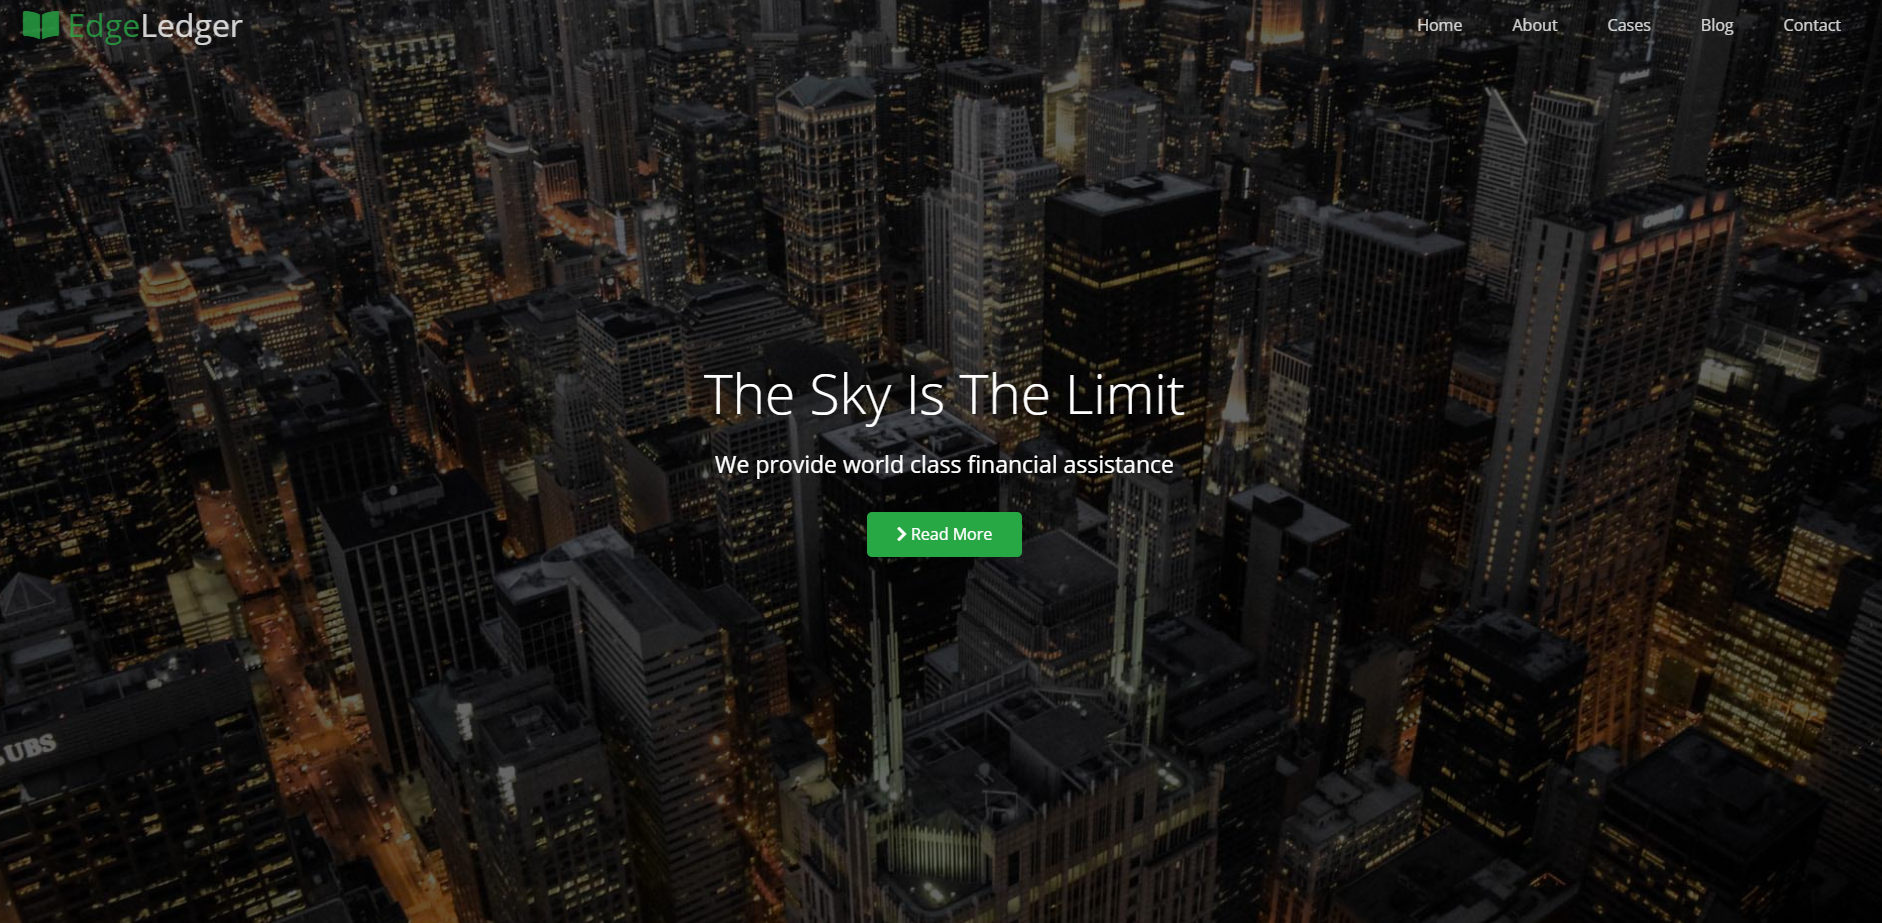 EdgeLedger
Home About Cases Blog Contact
The Sky Is The Limit
We provide world class financial assistance
Read More
UBS